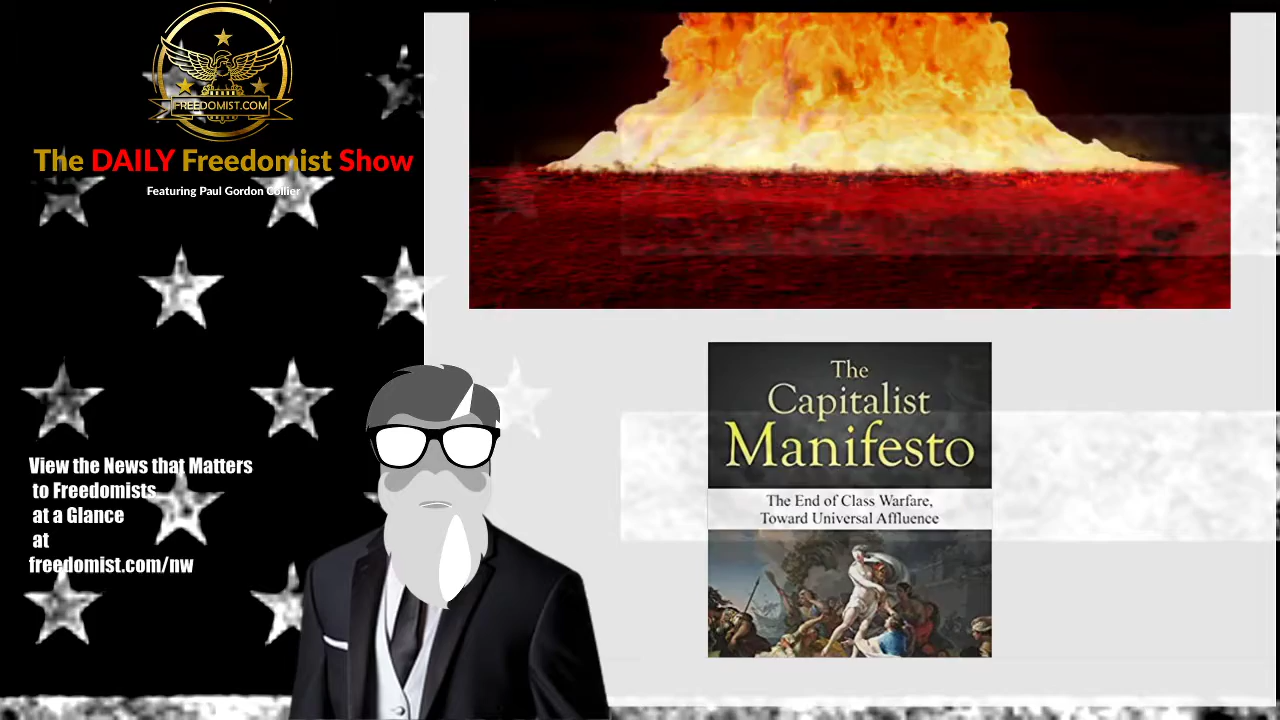 FREEDOMIST.COM
The DAILY Freedomist Show
Featuring Paul Gordon Collier
View the News that Matters
to Freedomists
at a Glance
at
freedomist.com/nw
The
Capitalist
Manifesto
The End of Class Warfare,
Toward Universal Affluence